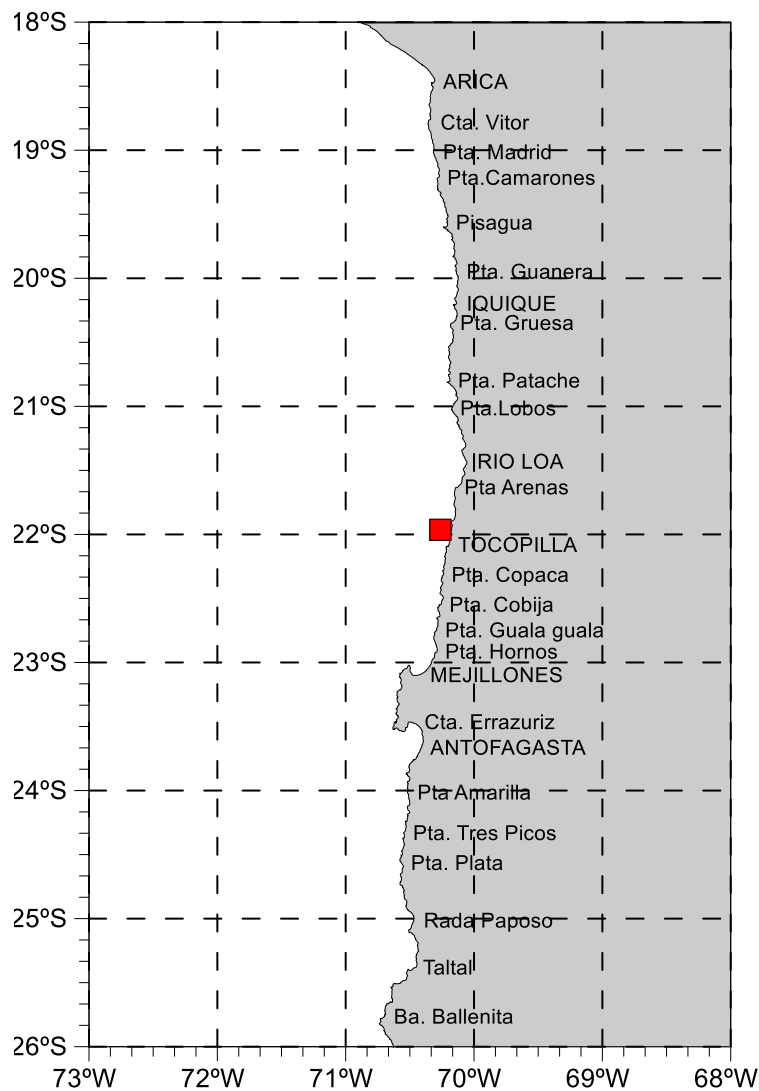 18ºS
ARICA
Cta. Vitor
19ºS
Pta. Madrid
Pta.Camarones
Pisagua
Pta. Guanera
20ºS
IQUIQUE
Pta. Gruesa
Pta. Patache
21ºS
Pta.Lobos
RIO LOA
Pta Arenas
22ºS
TOCOPILLA
Pta. Copaca
Pta. Cobija
Pta. Guala guala
Pta. Hornos
23ºS
MEJILLONES
Cta. Errazuriz
ANTOFAGASTA
24ºS
Pta Amarilla
Pta. Tres Picos
Pta. Plata
25ºS
Rada Paposo
Taltal
Ba. Ballenita
26ºS
73ºW 72ºW 71ºW 70ºW 69ºW 68ºW